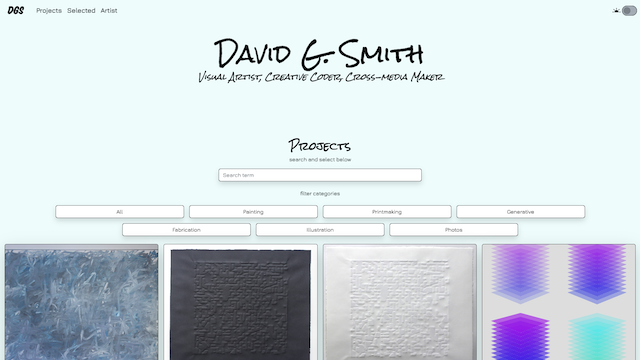 DGS Projects Selected Artist
David G. Smith
Visual Artist, Creative Coder, Cross-media Maker
Projects
search and select below
Search term
filter categories
All Painting Printmaking Generative
Fabrication Illustration Photos